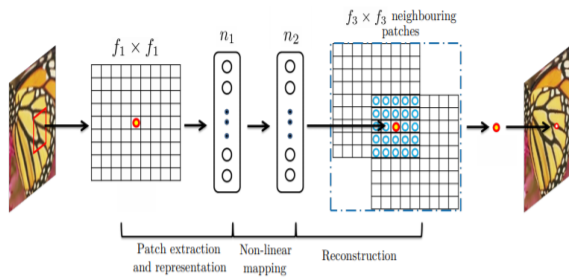 f₁ × f₁
n₁
n₂
f₃ × f₃ neighbouring
patches
Patch extraction
and representation
Non-linear
mapping
Reconstruction